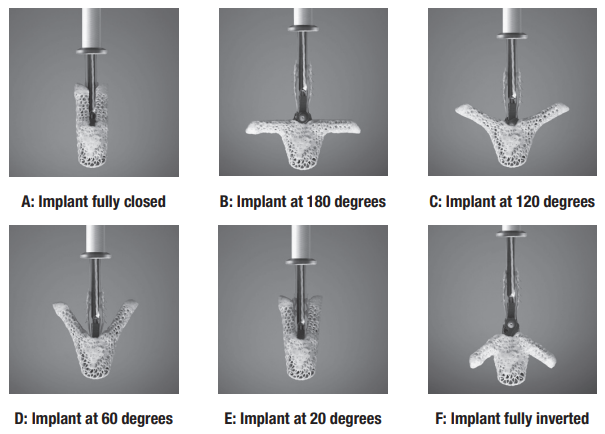 A: Implant fully closed
B: Implant at 180 degrees
C: Implant at 120 degrees
D: Implant at 60 degrees
E: Implant at 20 degrees
F: Implant fully inverted